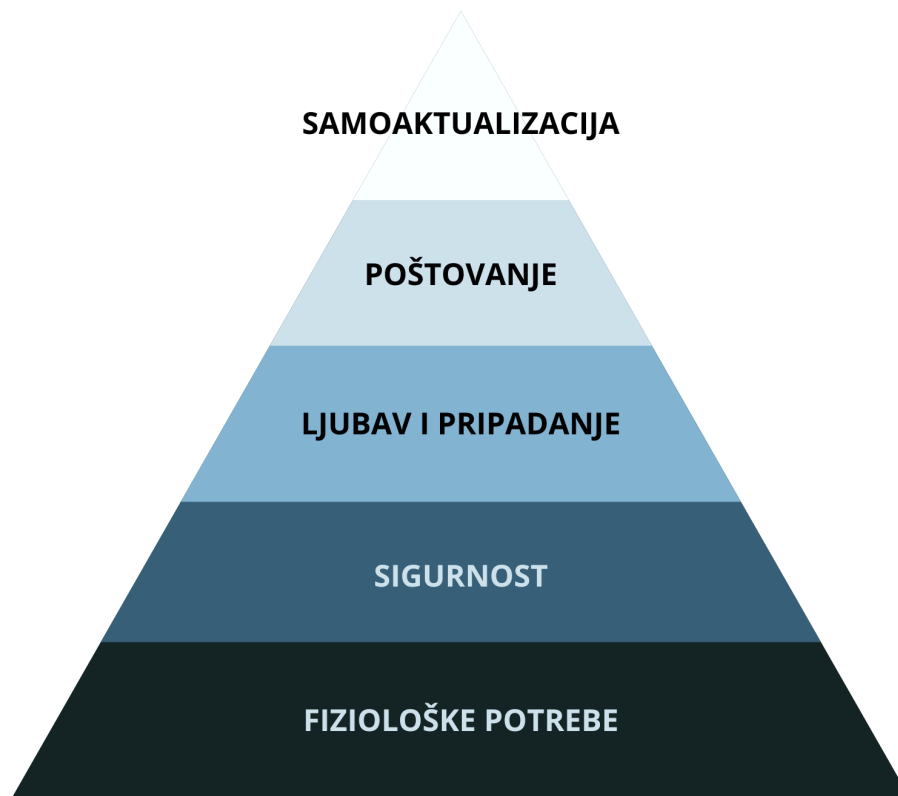 SAMOAKTUALIZACIJA
POŠTOVANJE
LJUBAV I PRIPADANJE
SIGURNOST
FIZIOLOŠKE POTREBE